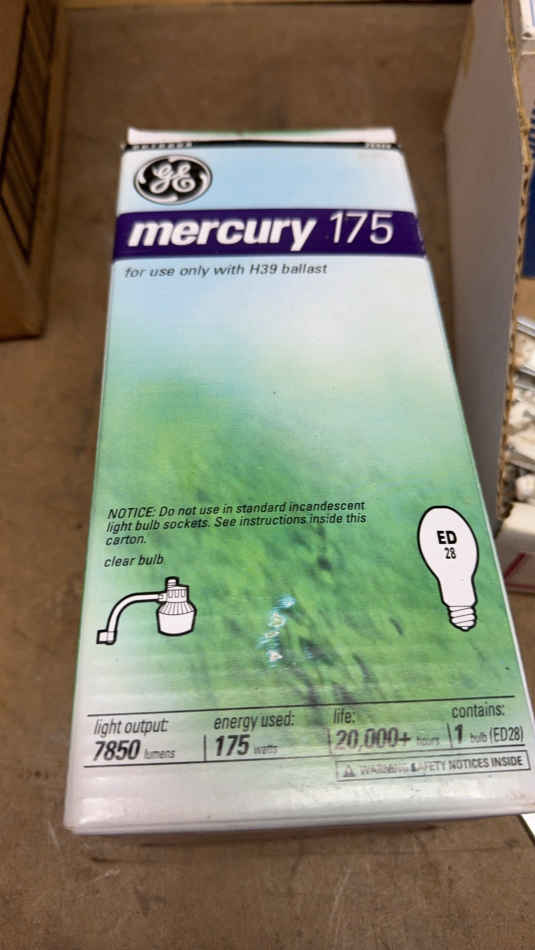 OUTDOOR
GE
mercury 175
for use only with H39 ballast
NOTICE: Do not use in standard incandescent
light bulb sockets. See instructions inside this
carton.
clear bulb
ED
28
light output:
7850 lumens
energy used:
175 watts
life:
20,000+ hours
contains:
1 bulb (ED28)
WARNING SAFETY NOTICES INSIDE